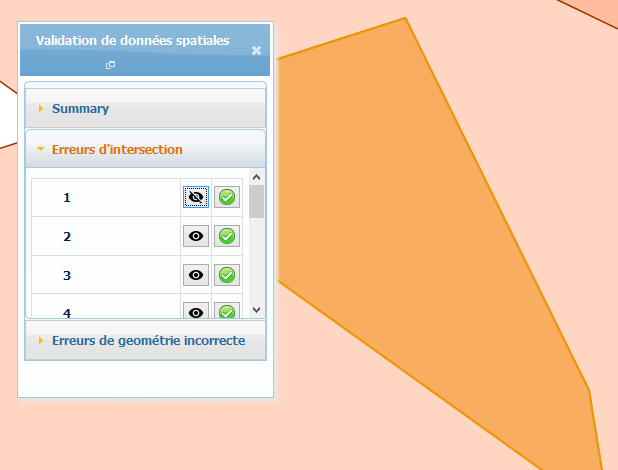 Validation de données spatiales
Summary
Erreurs d'intersection
1
2
3
4
Erreurs de geométrie incorrecte